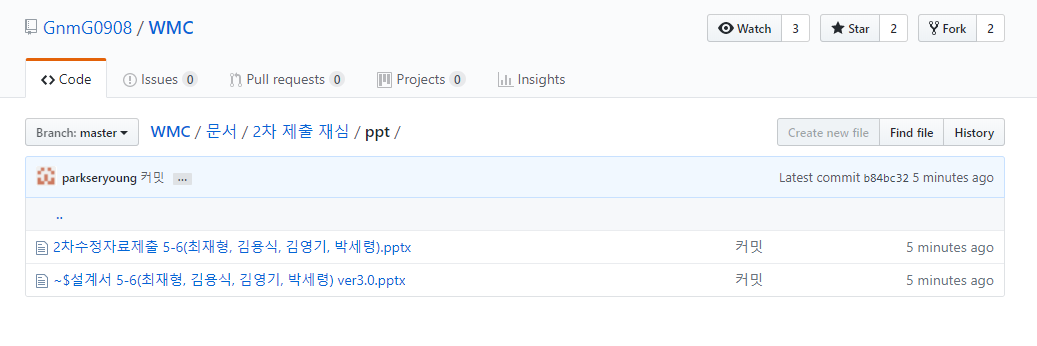 GnmG0908 / WMC Watch 3 Star 2 Fork 2
Code Issues 0 Pull requests 0 Projects 0 Insights
Branch: master WMC / 문서 / 2차 제출 재심 / ppt / Create new file Find file History
parkseryoung 커밋 ... Latest commit b84bc32 5 minutes ago
..
2차수정자료제출 5-6(최재형, 김용식, 김영기, 박세령).pptx 커밋 5 minutes ago
~$설계서 5-6(최재형, 김용식, 김영기, 박세령) ver3.0.pptx 커밋 5 minutes ago